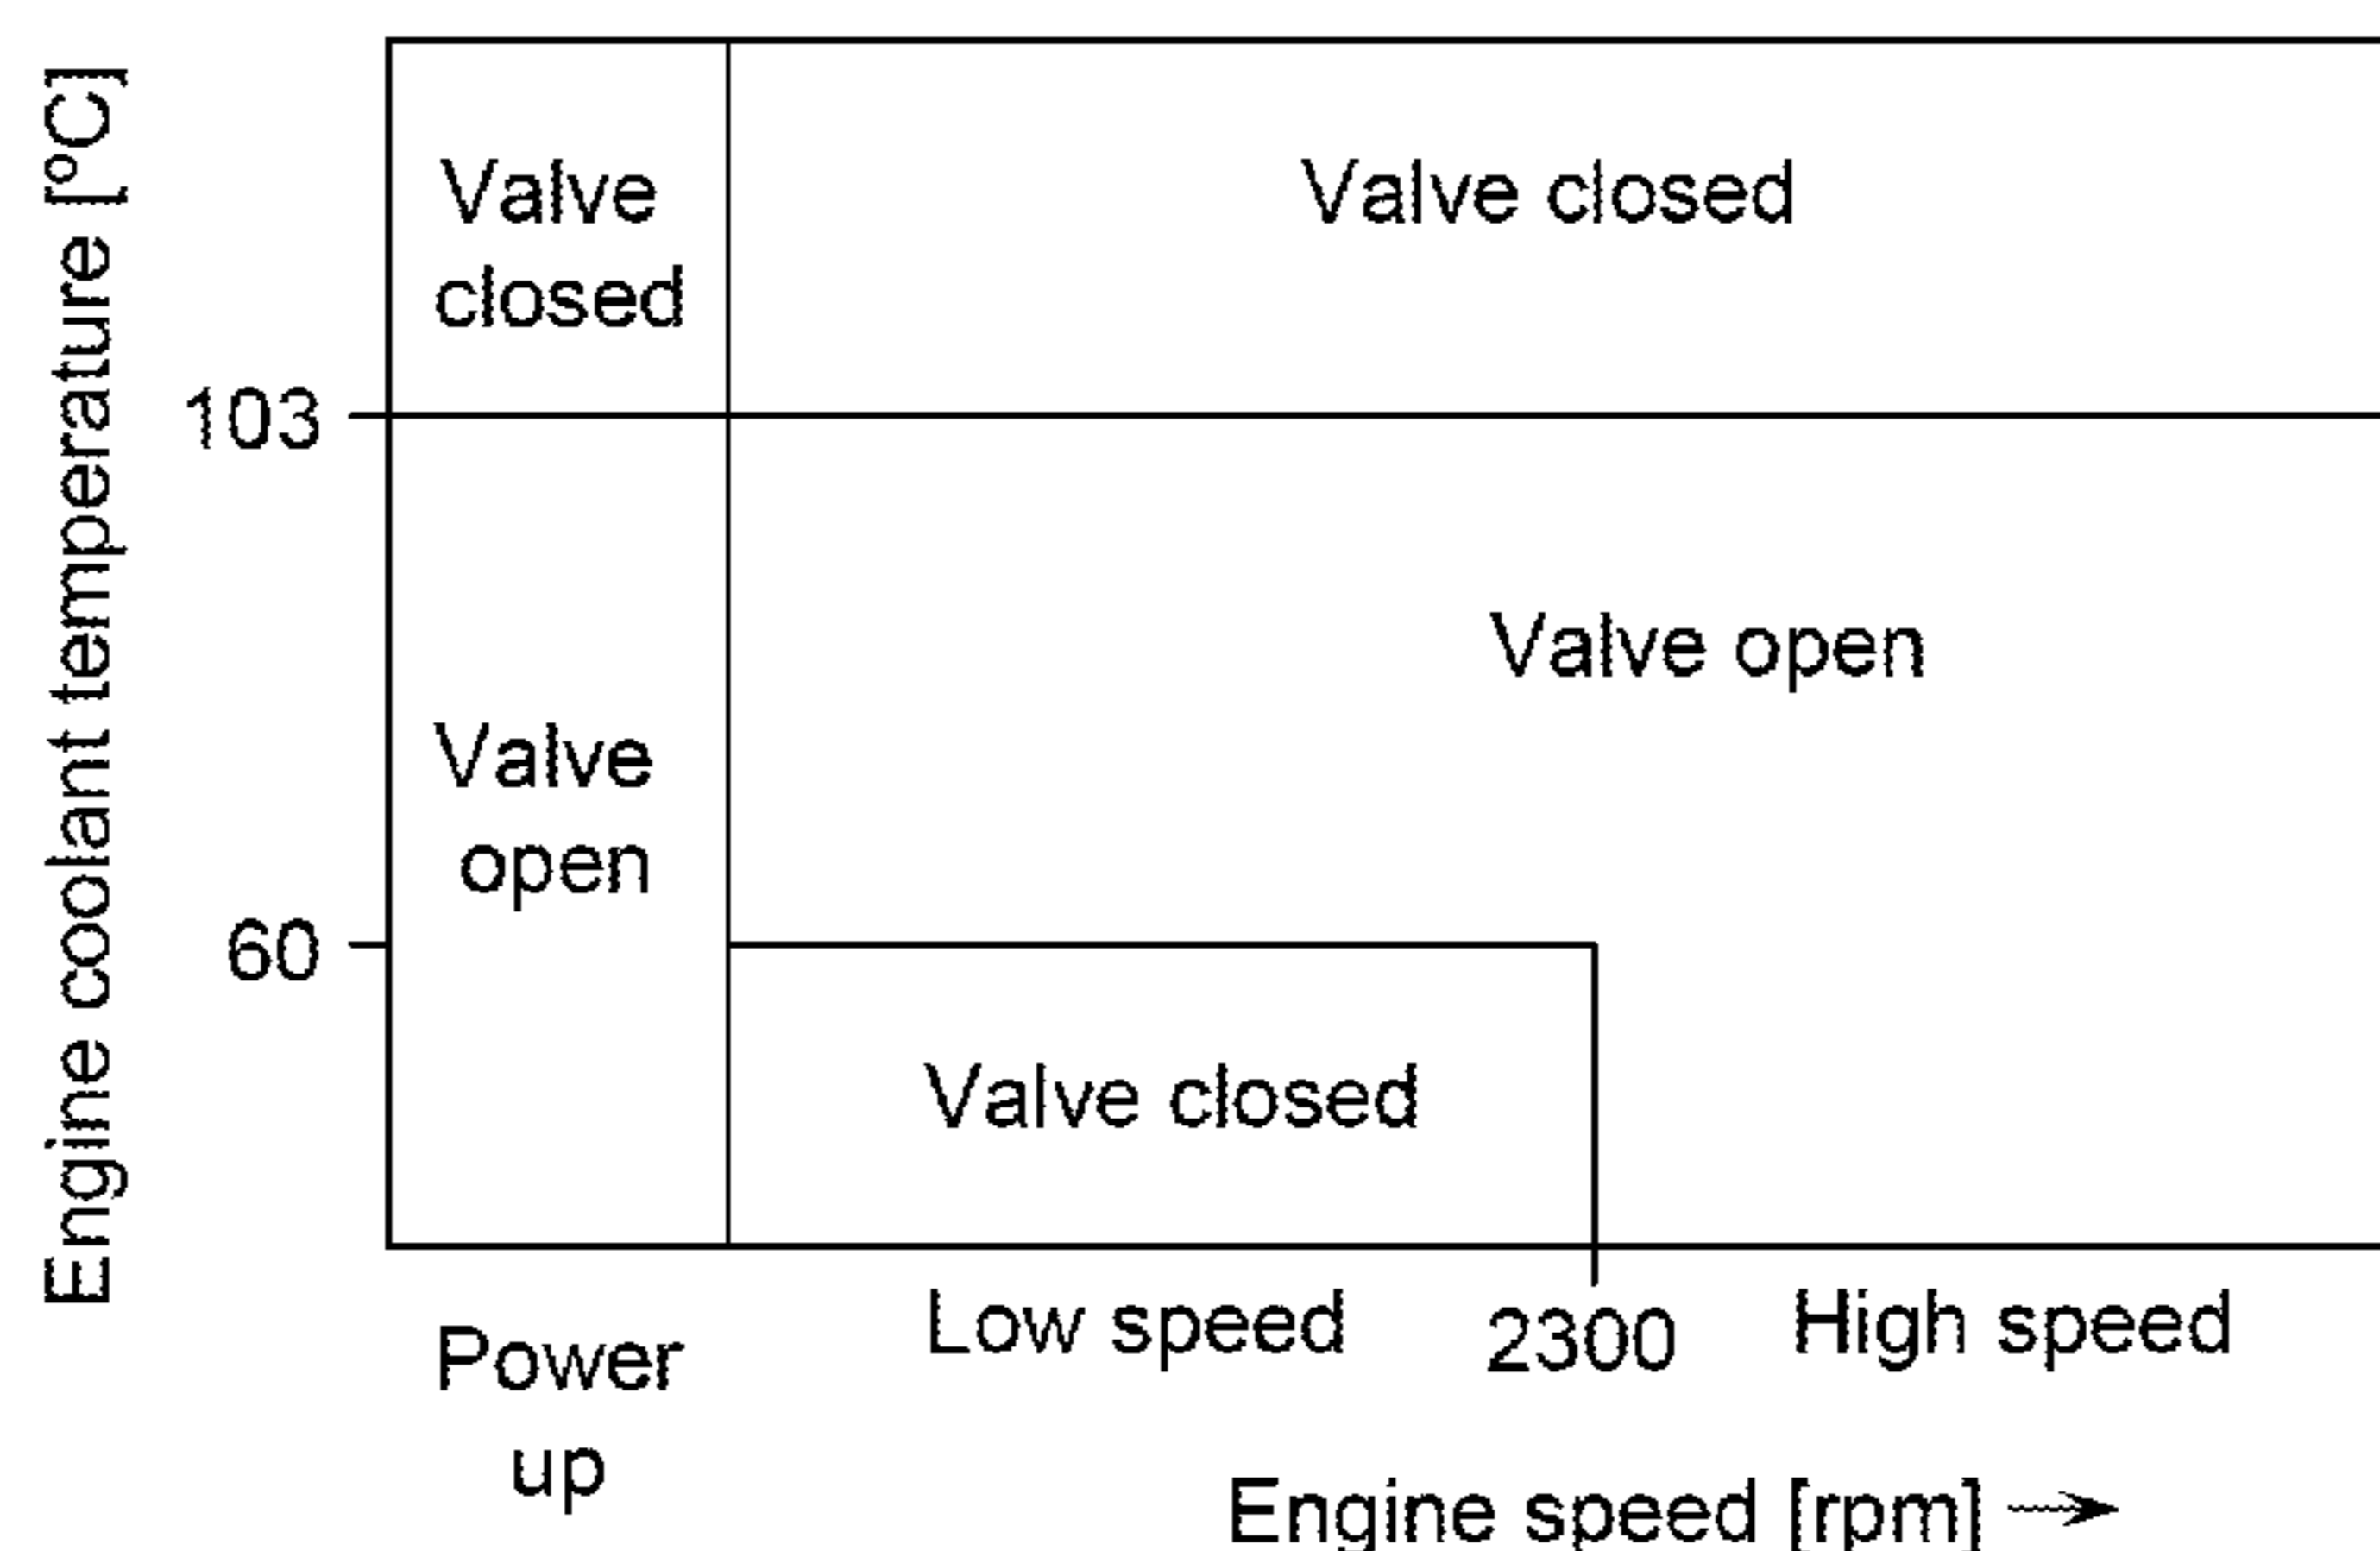 Engine coolant temperature [°C]
Valve
closed
Valve closed
103
Valve open
Valve
open
60
Valve closed
Low speed
2300
High speed
Power
up
Engine speed [rpm]